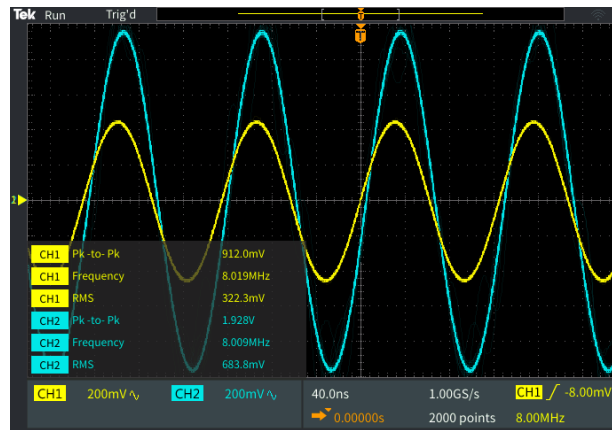 Tek Run Trig'd
T
T
1
CH1 Pk -to- Pk 912.0mV
CH1 Frequency 8.019MHz
CH1 RMS 322.3mV
CH2 Pk -to- Pk 1.928V
CH2 Frequency 8.009MHz
CH2 RMS 683.8mV
CH1 200mV CH2 200mV 40.0ns 1.00GS/s CH1 -8.00mV
0.00000s 2000 points 8.00MHz